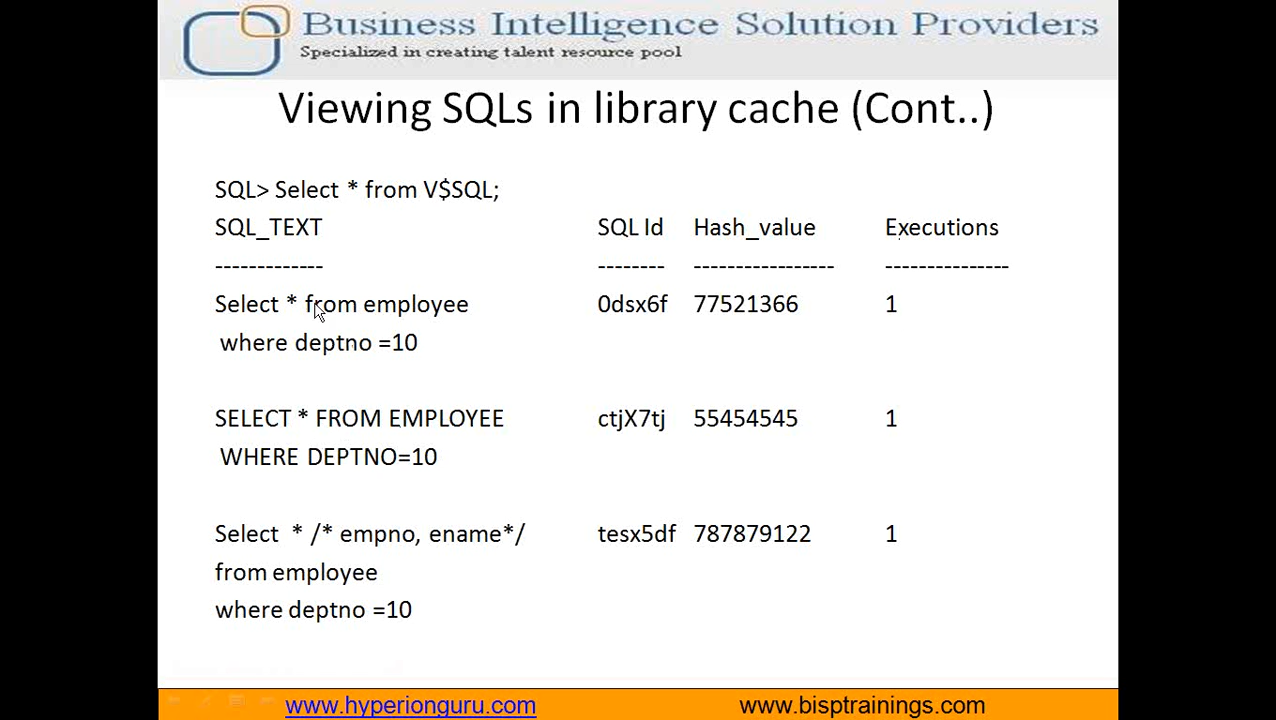 Business Intelligence Solution Providers
Specialized in creating talent resource pool
Viewing SQLs in library cache (Cont..)
SQL> Select * from V$SQL;
SQL_TEXT SQL Id Hash_value Executions
------------- -------- ----------------- ---------------
Select * from employee 0dsx6f 77521366 1
where deptno =10
SELECT * FROM EMPLOYEE ctjX7tj 55454545 1
WHERE DEPTNO=10
Select * /* empno, ename*/ tesx5df 787879122 1
from employee
where deptno =10
www.hyperionguru.com www.bisptrainings.com